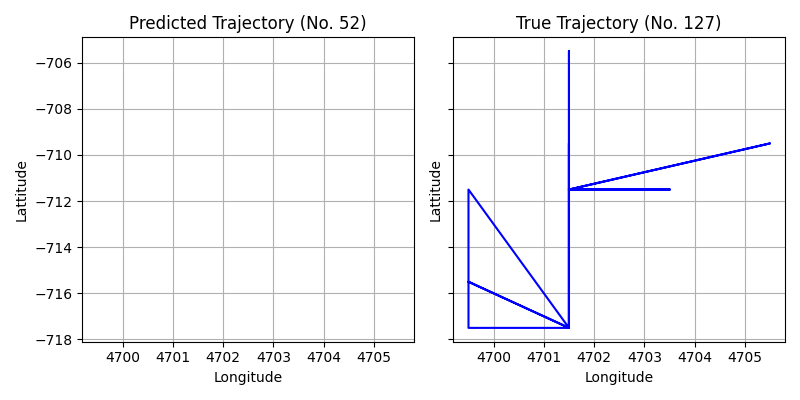 Predicted Trajectory (No. 52)
True Trajectory (No. 127)
−706
−708
−710
−712
−714
−716
−718
Lattitude
Lattitude
4700 4701 4702 4703 4704 4705
4700 4701 4702 4703 4704 4705
Longitude
Longitude